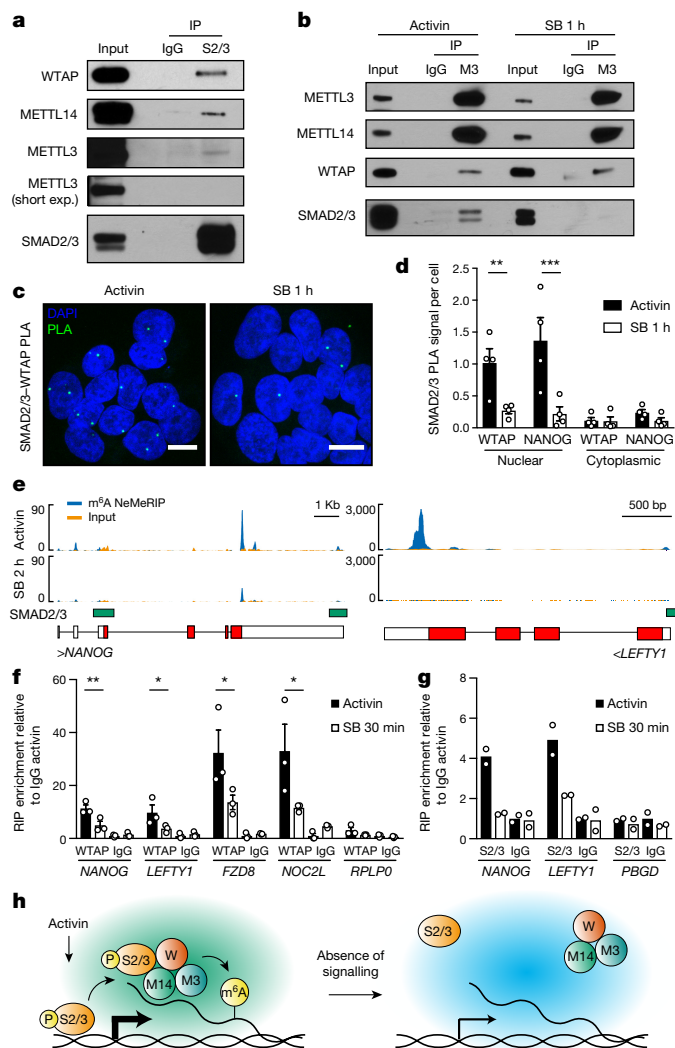 a
IP
Input IgG S2/3
WTAP
METTL14
METTL3
METTL3
(short exp.)
SMAD2/3
b
Activin SB 1 h
IP IP
Input IgG M3 Input IgG M3
METTL3
METTL14
WTAP
SMAD2/3
c
Activin SB 1 h
SMAD2/3–WTAP PLA
DAPI
PLA
d
SMAD2/3 PLA signal per cell
2.5
2.0
1.5
1.0
0.5
0.0
** ***
Activin
SB 1 h
WTAP NANOG WTAP NANOG
Nuclear Cytoplasmic
e
m6A NeMeRIP
Input
1 Kb
500 bp
Activin
90
0
3,000
0
SB 2 h
90
0
3,000
0
SMAD2/3
>NANOG
<LEFTY1
f
RIP enrichment relative
to IgG activin
60
40
20
0
** * * *
Activin
SB 30 min
WTAP IgG WTAP IgG WTAP IgG WTAP IgG WTAP IgG
NANOG LEFTY1 FZD8 NOC2L RPLP0
g
RIP enrichment relative
to IgG activin
8
6
4
2
0
Activin
SB 30 min
S2/3 IgG S2/3 IgG S2/3 IgG
NANOG LEFTY1 PBGD
h
Activin
P S2/3
P S2/3 W M14 M3
m6A
Absence of
signalling
S2/3
W
M14 M3